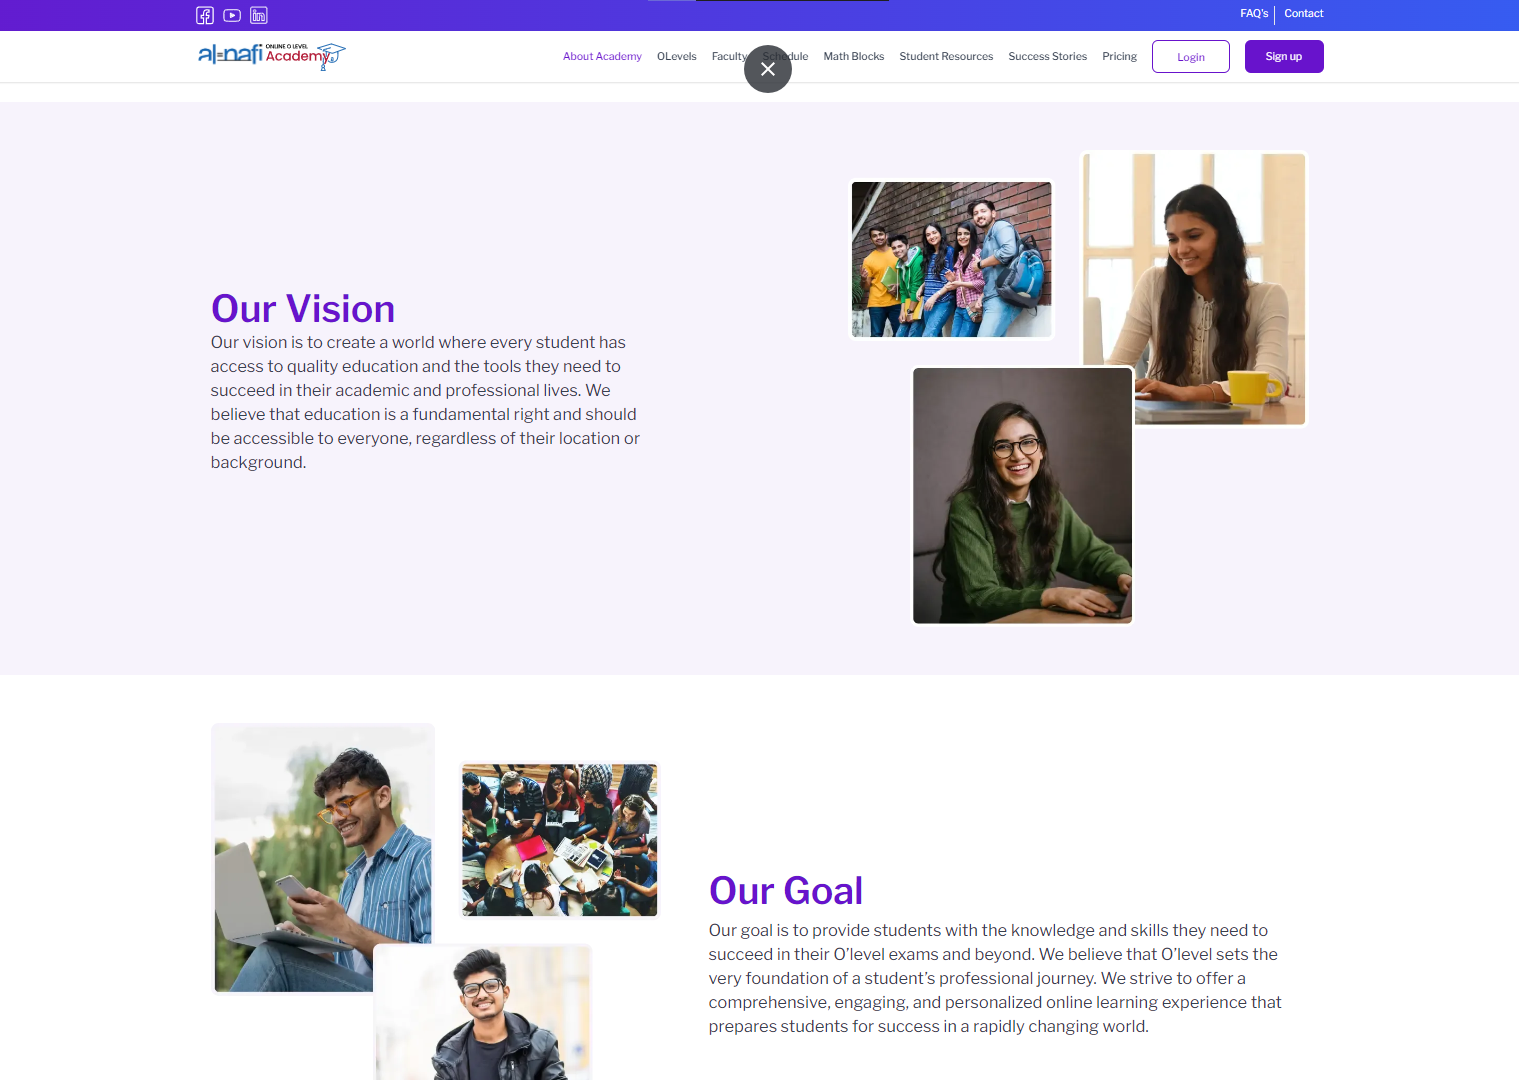 FAQ's
Contact
al-nafi ONLINE O LEVEL Academy
About Academy
OLevels
Faculty
Schedule
Math Blocks
Student Resources
Success Stories
Pricing
Login
Sign up
Our Vision
Our vision is to create a world where every student has
access to quality education and the tools they need to
succeed in their academic and professional lives. We
believe that education is a fundamental right and should
be accessible to everyone, regardless of their location or
background.
Our Goal
Our goal is to provide students with the knowledge and skills they need to
succeed in their O’level exams and beyond. We believe that O’level sets the
very foundation of a student’s professional journey. We strive to offer a
comprehensive, engaging, and personalized online learning experience that
prepares students for success in a rapidly changing world.